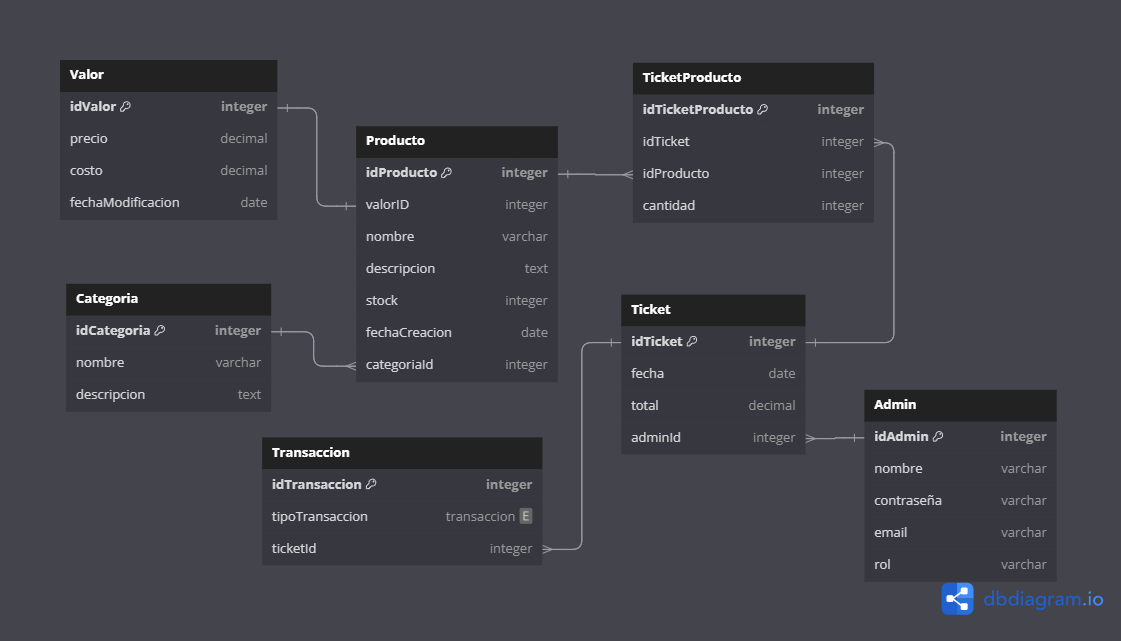 Valor
idValor integer
precio decimal
costo decimal
fechaModificacion date
Producto
idProducto integer
valorID integer
nombre varchar
descripcion text
stock integer
fechaCreacion date
categoriaId integer
TicketProducto
idTicketProducto integer
idTicket integer
idProducto integer
cantidad integer
Categoria
idCategoria integer
nombre varchar
descripcion text
Ticket
idTicket integer
fecha date
total decimal
adminId integer
Transaccion
idTransaccion integer
tipoTransaccion transaccion E
ticketId integer
Admin
idAdmin integer
nombre varchar
contraseña varchar
email varchar
rol varchar
dbdiagram.io